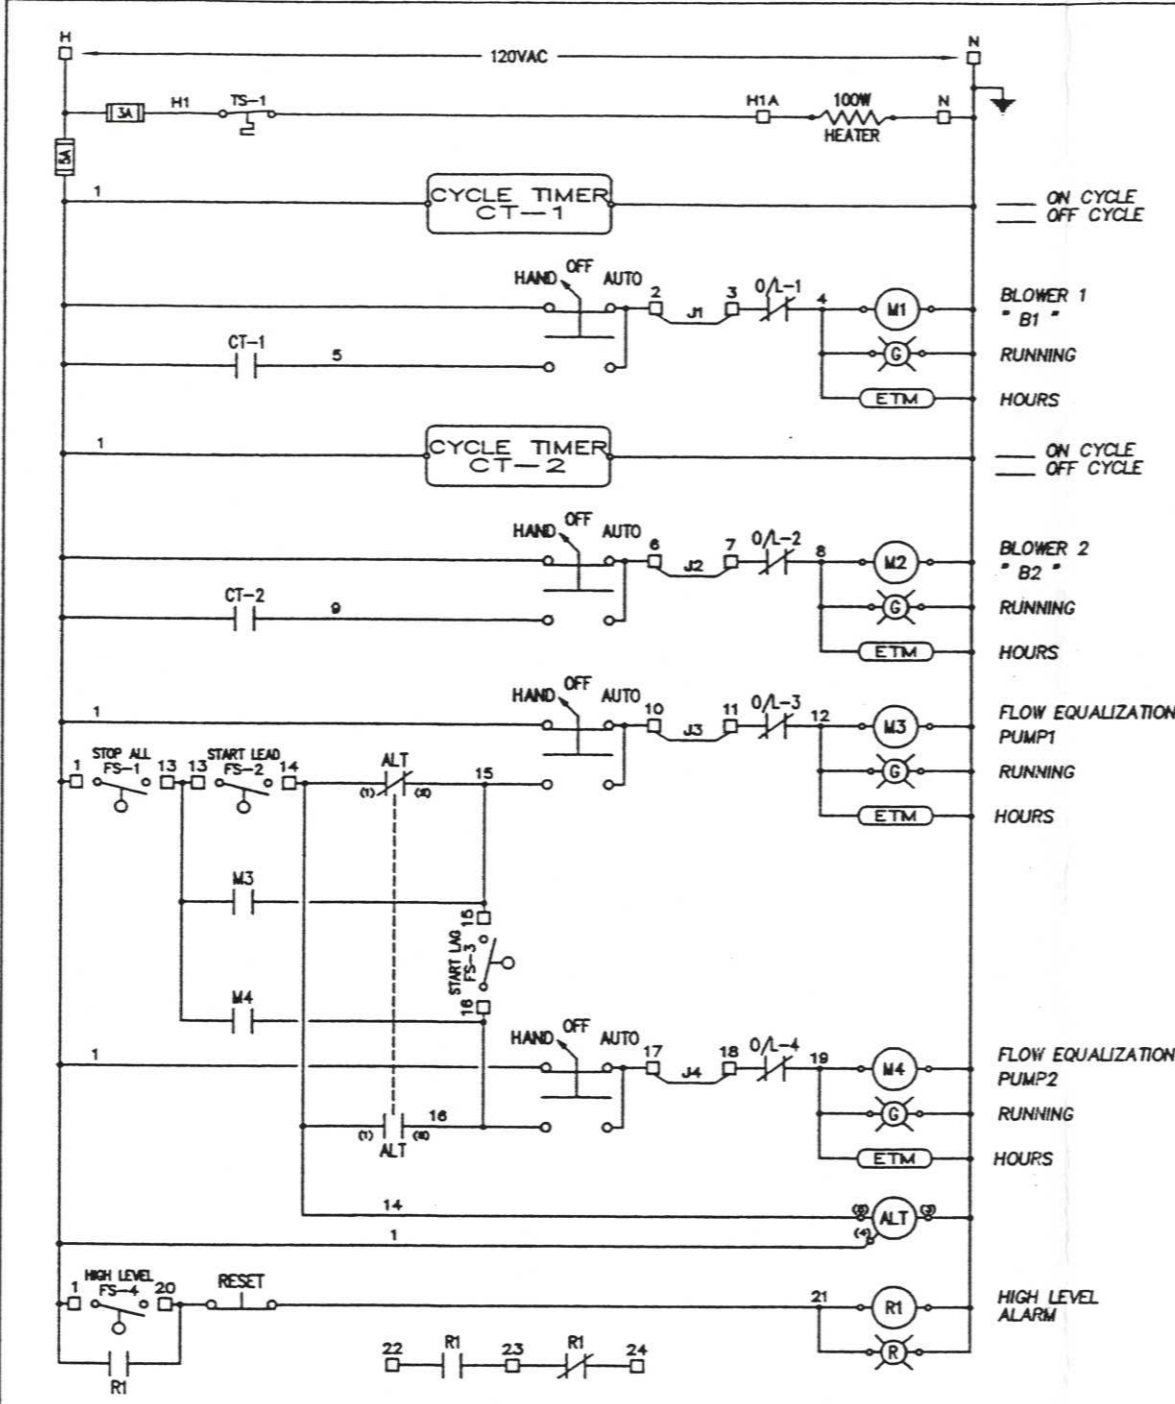 H 120VAC N
3A H1 TS-1 H1A 100W HEATER N
5A
1 CYCLE TIMER CT-1
ON CYCLE
OFF CYCLE
HAND OFF AUTO 2 J1 3 O/L-1 4 M1
BLOWER 1
" B1 "
CT-1 5 G RUNNING
ETM HOURS
1 CYCLE TIMER CT-2
ON CYCLE
OFF CYCLE
HAND OFF AUTO 6 J2 7 O/L-2 8 M2
BLOWER 2
" B2 "
CT-2 9 G RUNNING
ETM HOURS
1 HAND OFF AUTO 10 J3 11 O/L-3 12 M3
FLOW EQUALIZATION
PUMP1
1 STOP ALL FS-1 13 13 START LEAD FS-2 14 ALT (1) 15 G RUNNING
ETM HOURS
M3 15
START LAG FS-3
M4 16
1 HAND OFF AUTO 17 J4 18 O/L-4 19 M4
FLOW EQUALIZATION
PUMP2
G RUNNING
ALT 16
ETM HOURS
14 ALT
1 (4)
1 HIGH LEVEL FS-4 20 RESET 21 R1
HIGH LEVEL
ALARM
R1 22 R1 23 R1 24 R